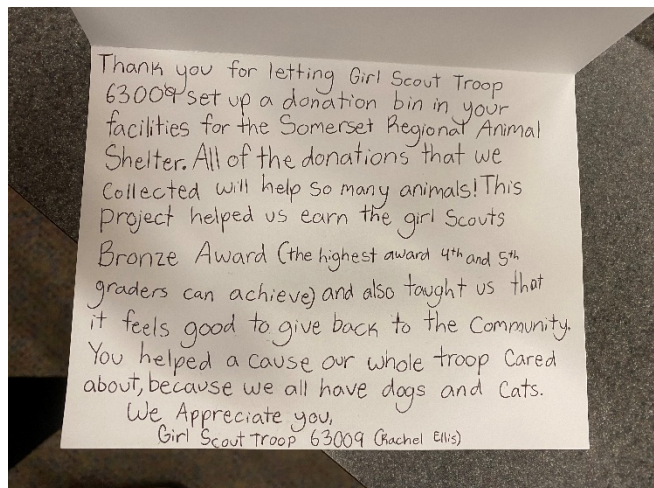 Thank you for letting Girl Scout Troop
63009 set up a donation bin in your
facilities for the Somerset Regional Animal
Shelter. All of the donations that we
Collected will help so many animals! This
project helped us earn the girl Scouts
Bronze Award (the highest award 4th and 5th
graders can achieve) and also taught us that
it feels good to give back to the Community.
You helped a cause our whole troop Cared
about, because we all have dogs and Cats.
We Appreciate you,
Girl Scout Troop 63009 (Rachel Ellis)